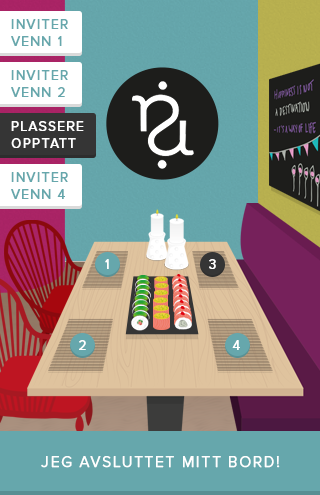 INVITER
VENN 1
INVITER
VENN 2
PLASSERE
OPPTATT
INVITER
VENN 4
HAPPINESS IS NOT
A DESTINATION
- IT'S A WAY OF LIFE
1
3
2
4
JEG AVSLUTTET MITT BORD!